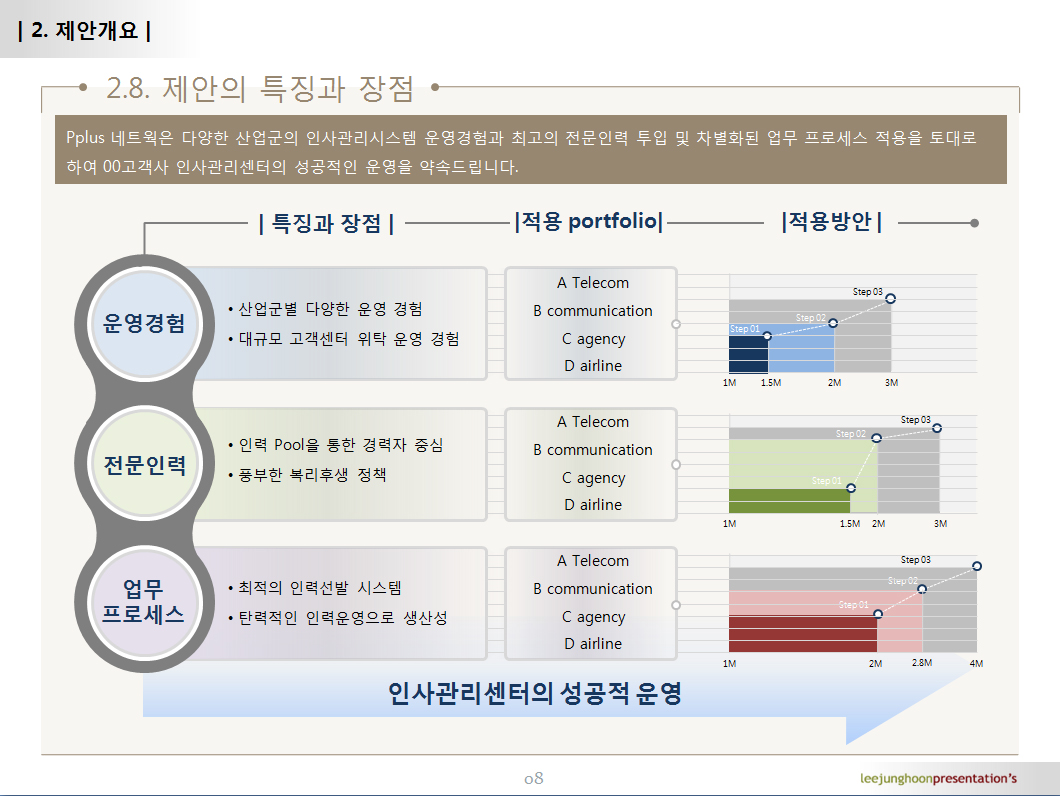 | 2. 제안개요 |
2.8. 제안의 특징과 장점
Pplus 네트웍은 다양한 산업군의 인사관리시스템 운영경험과 최고의 전문인력 투입 및 차별화된 업무 프로세스 적용을 토대로
하여 00고객사 인사관리센터의 성공적인 운영을 약속드립니다.
| 특징과 장점 |
|적용 portfolio|
|적용방안 |
운영경험
• 산업군별 다양한 운영 경험
• 대규모 고객센터 위탁 운영 경험
A Telecom
B communication
C agency
D airline
Step 01
Step 02
Step 03
1M 1.5M 2M 3M
전문인력
• 인력 Pool을 통한 경력자 중심
• 풍부한 복리후생 정책
A Telecom
B communication
C agency
D airline
Step 01
Step 02
Step 03
1M 1.5M 2M 3M
업무
프로세스
• 최적의 인력선발 시스템
• 탄력적인 인력운영으로 생산성
A Telecom
B communication
C agency
D airline
Step 01
Step 02
Step 03
1M 2M 2.8M 4M
인사관리센터의 성공적 운영
08
leejunghoonpresentation's